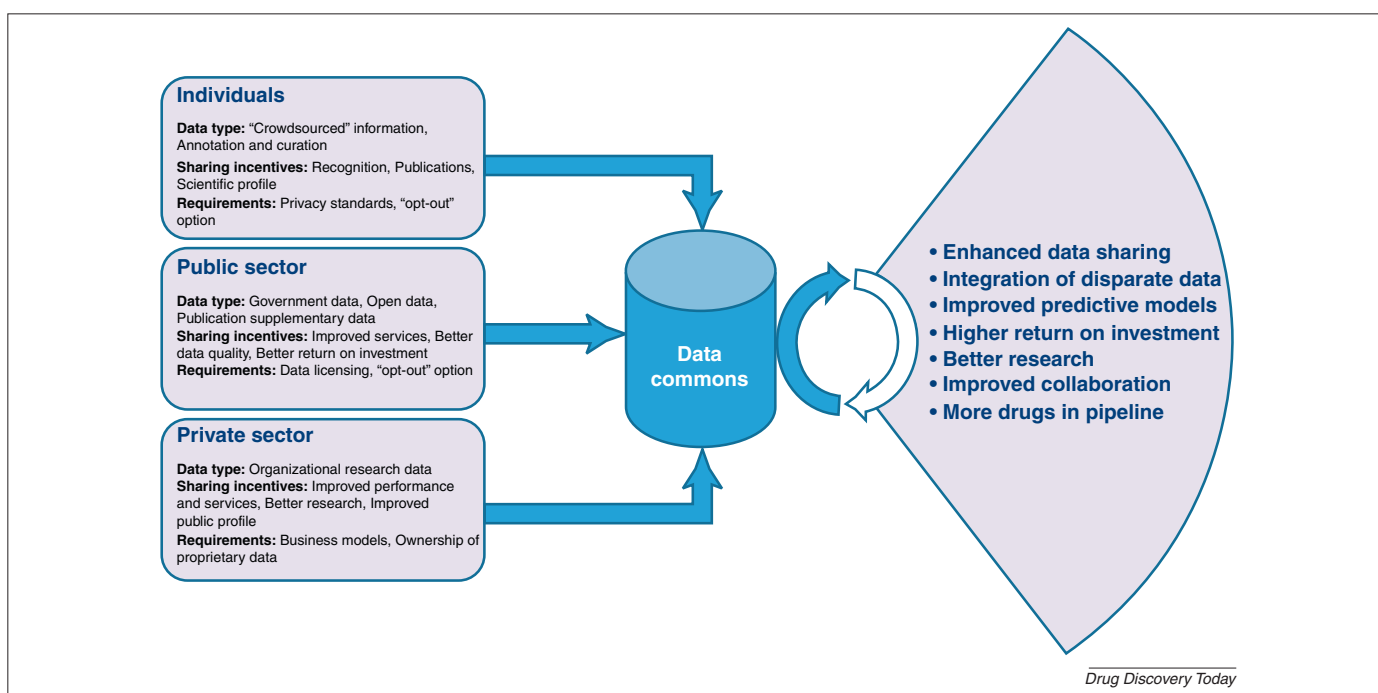 Individuals
Data type: “Crowdsourced” information,
Annotation and curation
Sharing incentives: Recognition, Publications,
Scientific profile
Requirements: Privacy standards, “opt-out”
option
Public sector
Data type: Government data, Open data,
Publication supplementary data
Sharing incentives: Improved services, Better
data quality, Better return on investment
Requirements: Data licensing, “opt-out” option
Private sector
Data type: Organizational research data
Sharing incentives: Improved performance
and services, Better research, Improved
public profile
Requirements: Business models, Ownership of
proprietary data
Data
commons
• Enhanced data sharing
• Integration of disparate data
• Improved predictive models
• Higher return on investment
• Better research
• Improved collaboration
• More drugs in pipeline
Drug Discovery Today